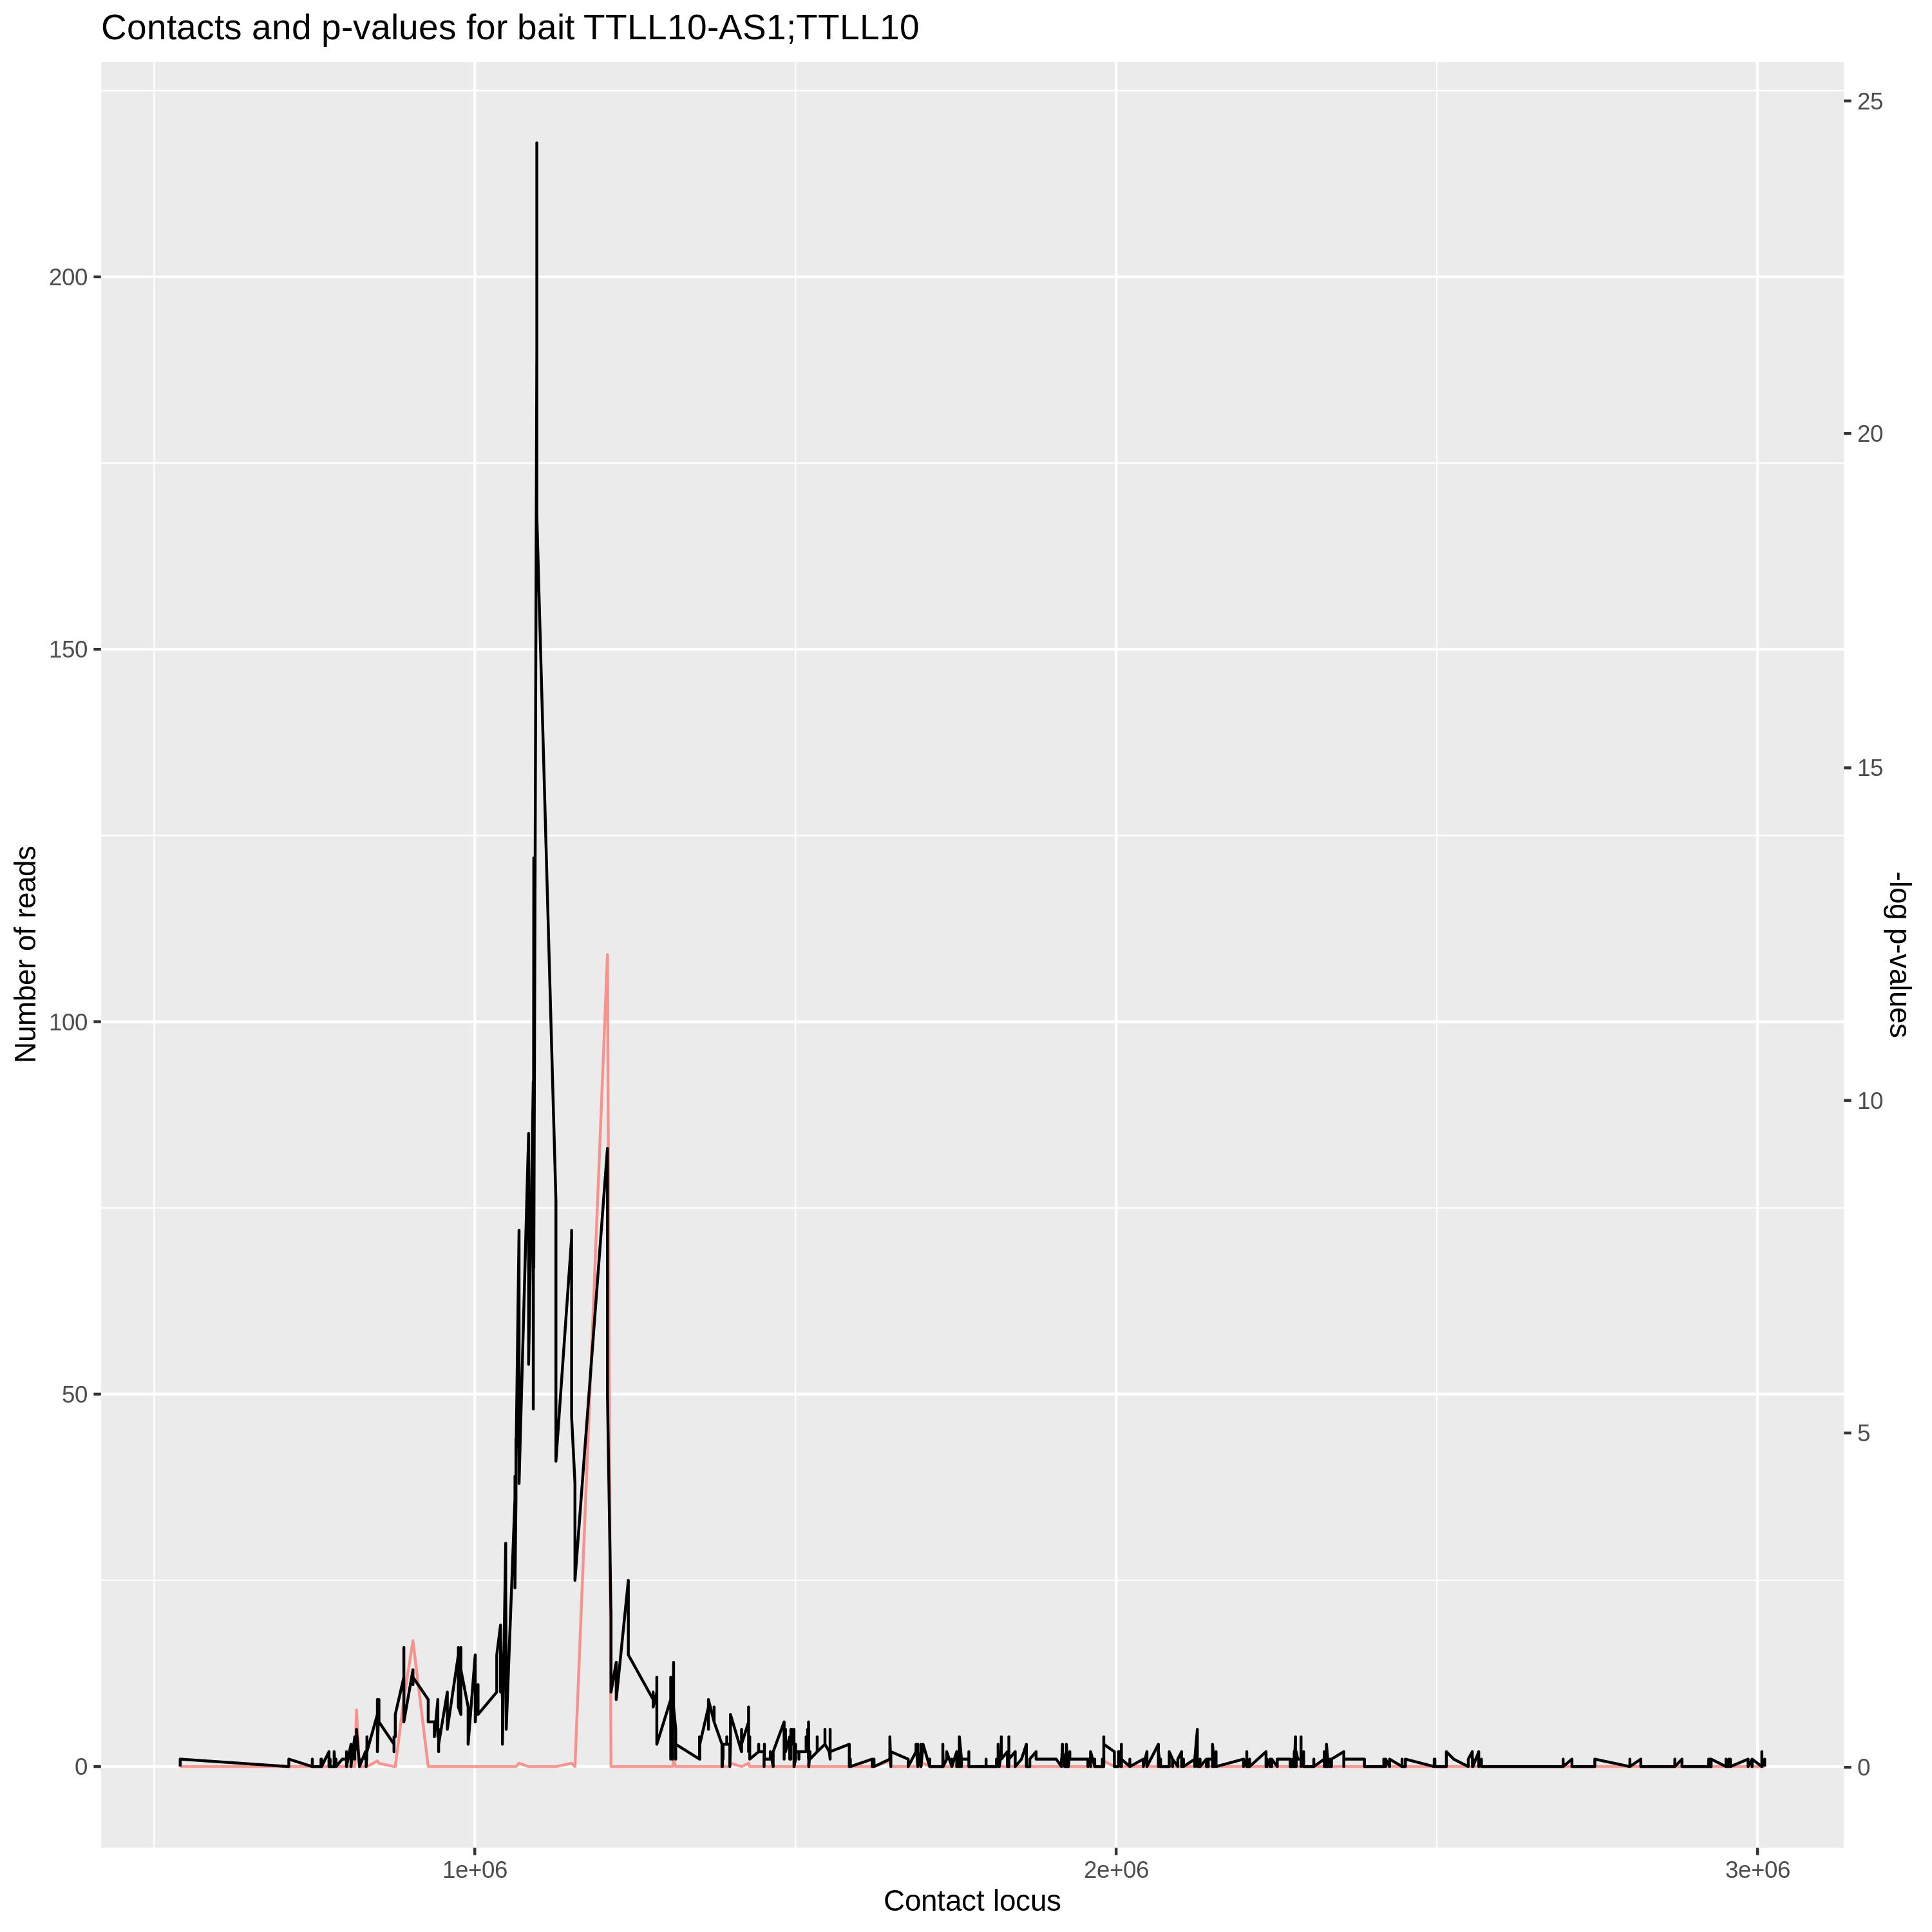 Contacts and p-values for bait TTLL10-AS1;TTLL10
Number of reads
200
150
100
50
0
25
20
15
10
5
0
-log p-values
1e+06
2e+06
3e+06
Contact locus